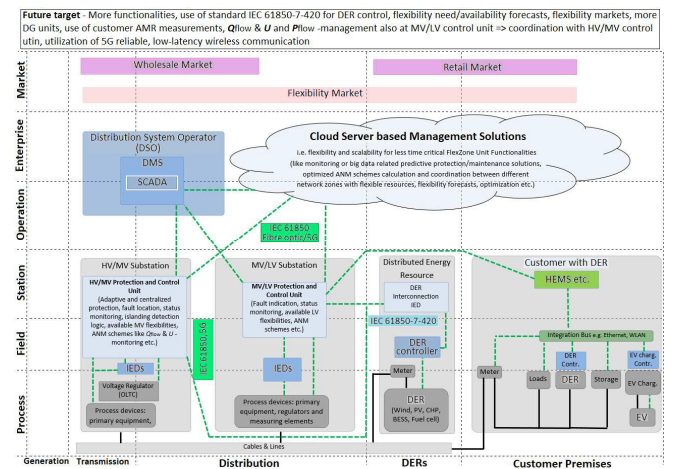 Future target - More functionalities, use of standard IEC 61850-7-420 for DER control, flexibility need/availability forecasts, flexibility markets, more
DG units, use of customer AMR measurements, Qflow & U and Pflow -management also at MV/LV control unit => coordination with HV/MV control
utin, utilization of 5G reliable, low-latency wireless communication
Market
Wholesale Market
Retail Market
Flexibility Market
Enterprise
Distribution System Operator
(DSO)
DMS
SCADA
Cloud Server based Management Solutions
i.e. flexibility and scalability for less time critical FlexZone Unit Functionalities
(like monitoring or big data related predictive protection/maintenance solutions,
optimized ANM schemes calculation and coordination between different
network zones with flexible resources, flexibility forecasts, optimization etc.)
Operation
IEC 61850
Fibre optic/5G
Station
HV/MV Substation
HV/MV Protection and Control
Unit
(Adaptive and centralized
protection, fault location, status
monitoring, islanding detection
logic, available MV flexibilities,
ANM schemes like Qflow & U -
monitoring etc.)
MV/LV Substation
MV/LV Protection and
Control Unit
(Fault indication, status
monitoring, available LV
flexibilities, ANM
schemes etc.)
Distributed Energy
Resource
DER
Interconnection
IED
Customer with DER
HEMS etc.
IEC 61850-7-420
IEC 61850,5G
Field
IEDs
IEDs
DER
controller
Integration Bus e.g. Ethernet, WLAN
DER
Contr.
EV charg.
Contr.
Process
Voltage Regulator
(OLTC)
Process devices:
primary equipment,
Process devices: primary
equipment, regulators and
measuring elements
Meter
DER
(Wind, PV, CHP,
BESS, Fuel cell)
Meter
Loads
DER
Storage
EV Charg.
EV
Cables & Lines
Generation
Transmission
Distribution
DERs
Customer Premises